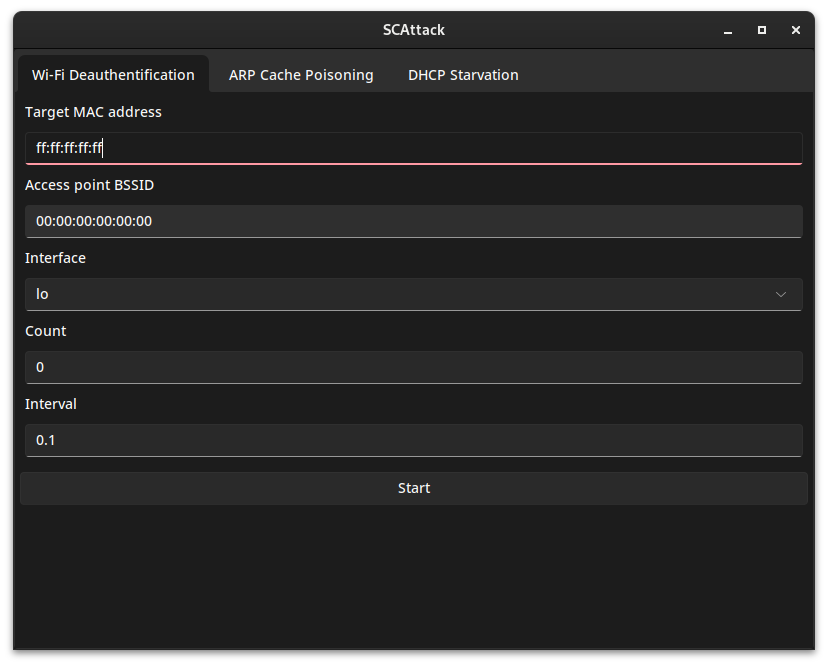 SCAttack
Wi-Fi Deauthentification ARP Cache Poisoning DHCP Starvation
Target MAC address
ff:ff:ff:ff:ff
Access point BSSID
00:00:00:00:00:00
Interface
lo
Count
0
Interval
0.1
Start